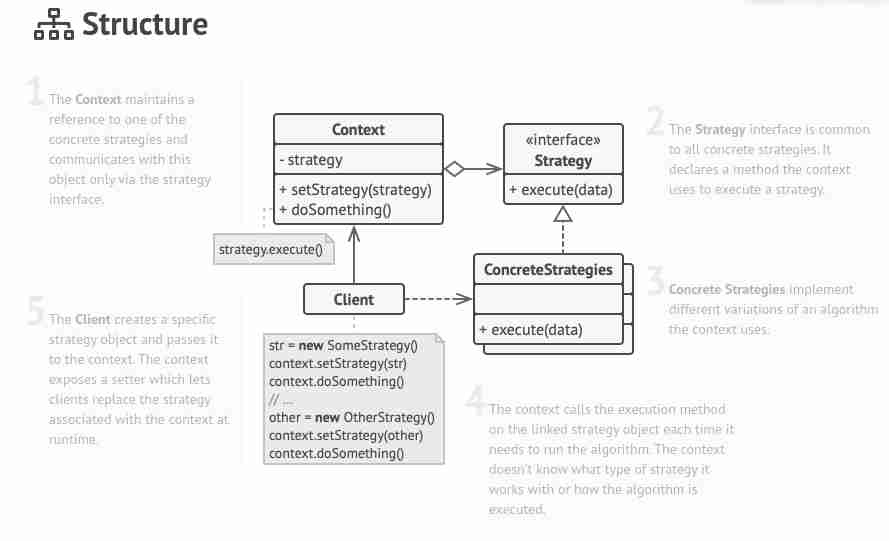 Structure
1
The Context maintains a
reference to one of the
concrete strategies and
communicates with this
object only via the strategy
interface.
Context
- strategy
+ setStrategy(strategy)
+ doSomething()
«interface»
Strategy
+ execute(data)
2
The Strategy interface is common
to all concrete strategies. It
declares a method the context
uses to execute a strategy.
strategy.execute()
ConcreteStrategies
+ execute(data)
3
Concrete Strategies implement
different variations of an algorithm
the context uses.
Client
5
The Client creates a specific
strategy object and passes it
to the context. The context
exposes a setter which lets
clients replace the strategy
associated with the context at
runtime.
str = new SomeStrategy()
context.setStrategy(str)
context.doSomething()
// ...
other = new OtherStrategy()
context.setStrategy(other)
context.doSomething()
4
The context calls the execution method
on the linked strategy object each time it
needs to run the algorithm. The context
doesn't know what type of strategy it
works with or how the algorithm is
executed.